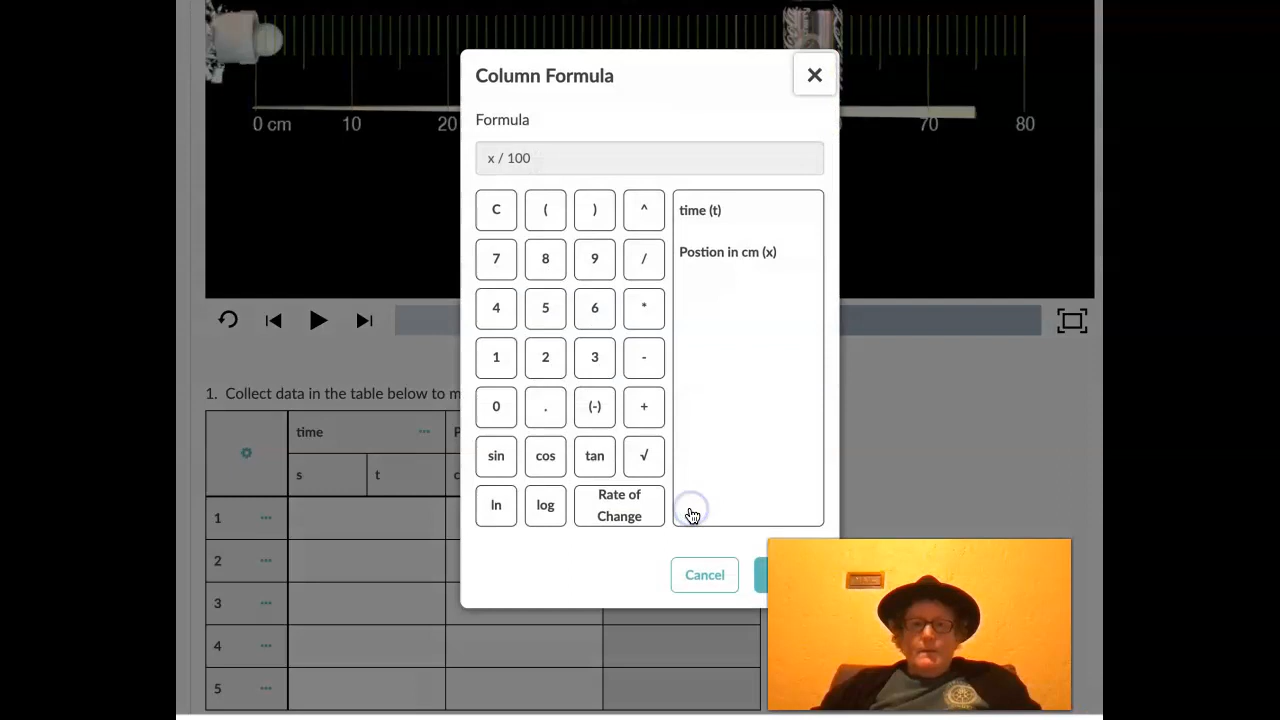 0 cm 10 20 70 80
Column Formula
Formula
x / 100
C ( ) ^
7 8 9 /
4 5 6 *
1 2 3 -
0 . (-) +
sin cos tan √
ln log Rate of Change
time (t)
Postion in cm (x)
Cancel
1. Collect data in the table below to m
time
s t
1
2
3
4
5